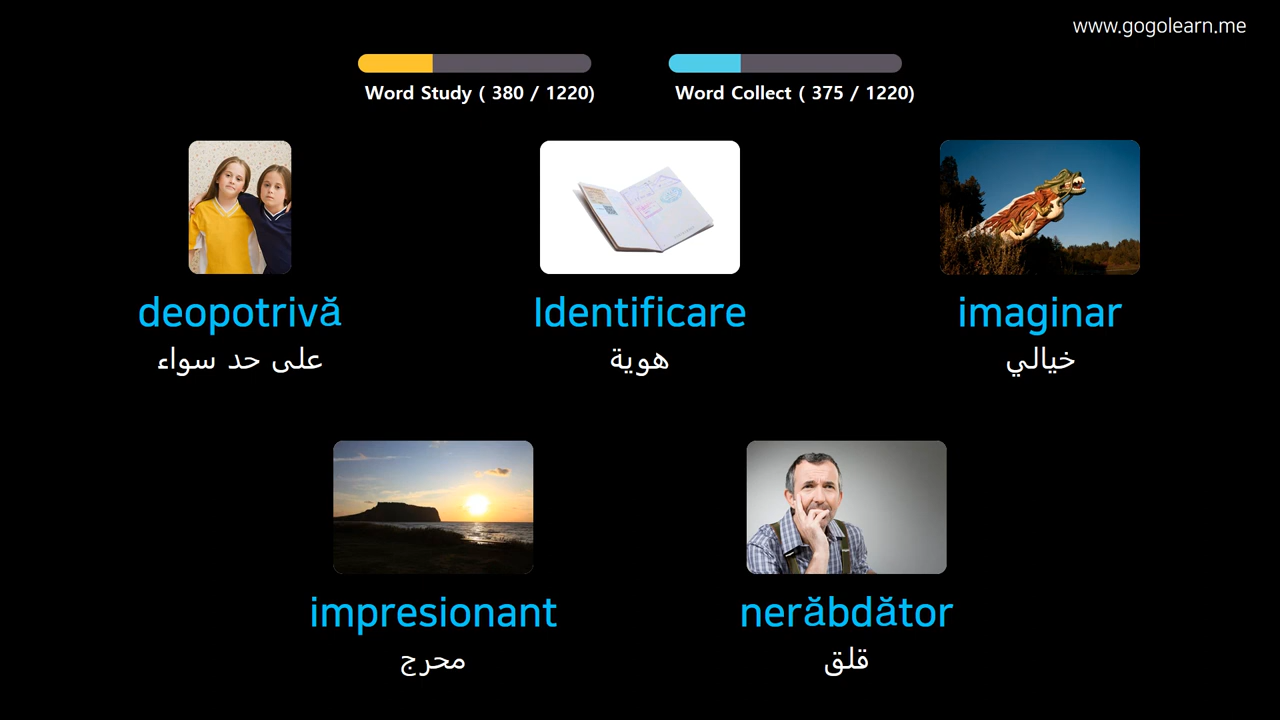 www.gogolearn.me
Word Study ( 380 / 1220)
Word Collect ( 375 / 1220)
deopotrivă
على حد سواء
Identificare
هوية
imaginar
خيالي
impresionant
محرج
nerăbdător
قلق